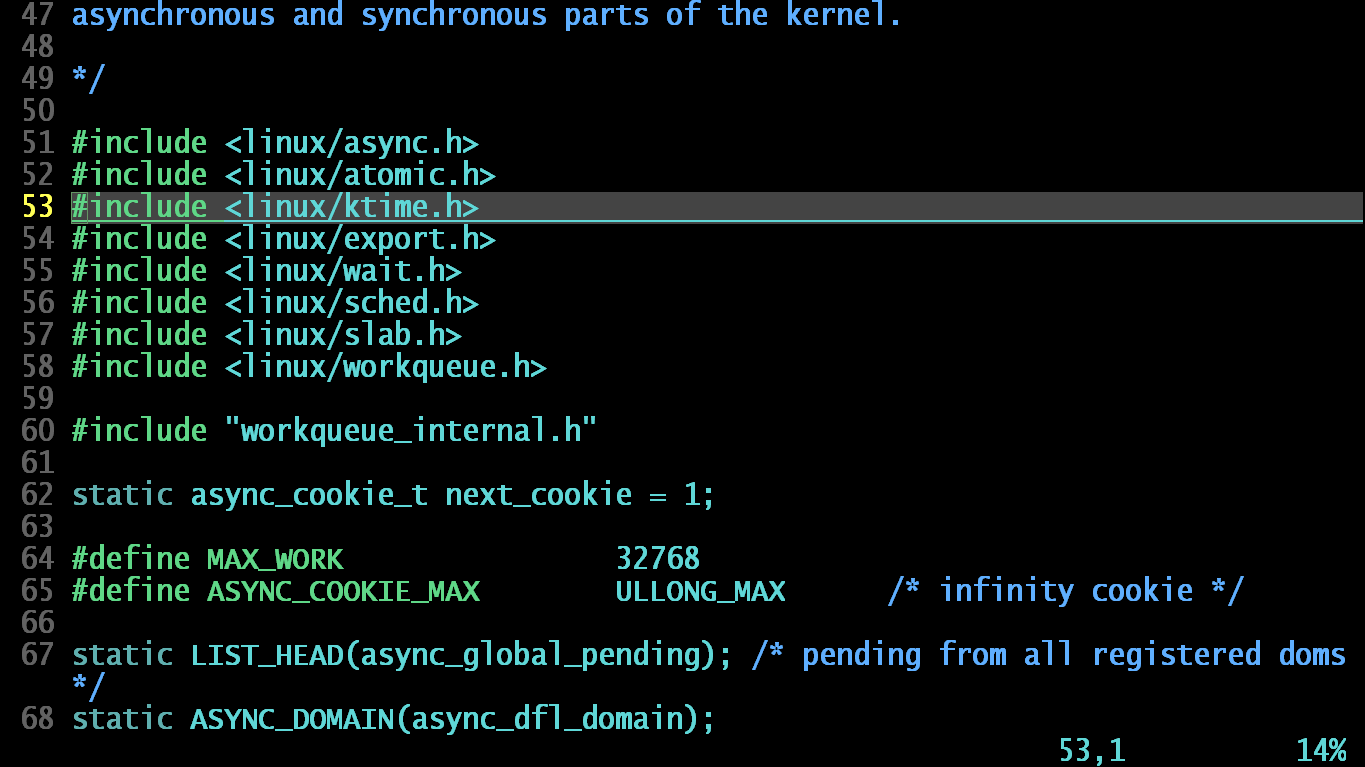 47 asynchronous and synchronous parts of the kernel.
48
49 */
50
51 #include <linux/async.h>
52 #include <linux/atomic.h>
53 #include <linux/ktime.h>
54 #include <linux/export.h>
55 #include <linux/wait.h>
56 #include <linux/sched.h>
57 #include <linux/slab.h>
58 #include <linux/workqueue.h>
59
60 #include "workqueue_internal.h"
61
62 static async_cookie_t next_cookie = 1;
63
64 #define MAX_WORK                32768
65 #define ASYNC_COOKIE_MAX        ULLONG_MAX      /* infinity cookie */
66
67 static LIST_HEAD(async_global_pending); /* pending from all registered doms
*/
68 static ASYNC_DOMAIN(async_dfl_domain);
53,1          14%